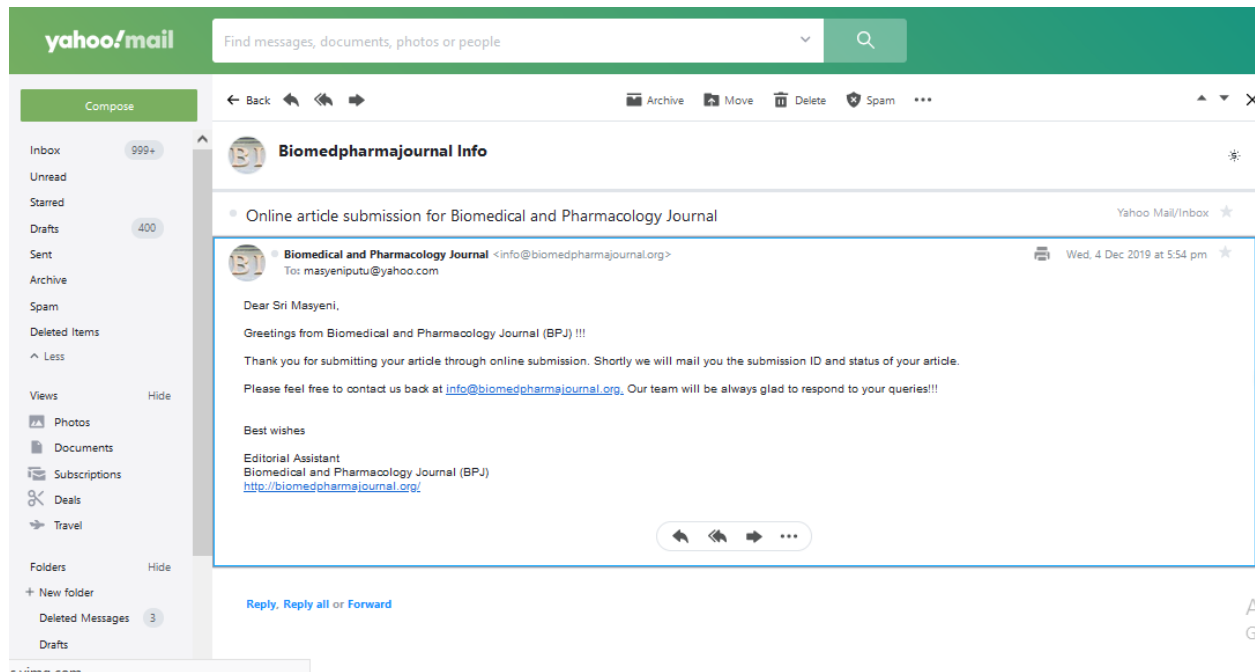 yahoo!mail
Find messages, documents, photos or people
Compose
Back
Archive Move Delete Spam
Inbox 999+
Unread
Starred
Drafts 400
Sent
Archive
Spam
Deleted Items
Less
Views Hide
Photos
Documents
Subscriptions
Deals
Travel
Folders Hide
+ New folder
Deleted Messages 3
Drafts
Biomedpharmajournal Info
Online article submission for Biomedical and Pharmacology Journal Yahoo Mail/Inbox
Biomedical and Pharmacology Journal <info@biomedpharmajournal.org> Wed, 4 Dec 2019 at 5:54 pm
To: masyeniputu@yahoo.com
Dear Sri Masyeni,
Greetings from Biomedical and Pharmacology Journal (BPJ) !!!
Thank you for submitting your article through online submission. Shortly we will mail you the submission ID and status of your article.
Please feel free to contact us back at info@biomedpharmajournal.org. Our team will be always glad to respond to your queries!!!
Best wishes
Editorial Assistant
Biomedical and Pharmacology Journal (BPJ)
http://biomedpharmajournal.org/
Reply, Reply all or Forward